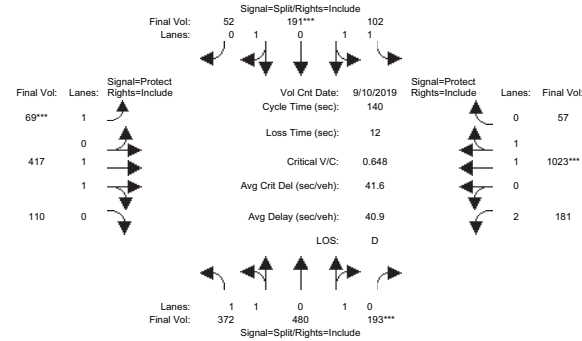 Signal=Split/Rights=Include
Final Vol: 52 191*** 102
Lanes: 0 1 0 1 1
Signal=Protect Signal=Protect
Final Vol: Lanes: Rights=Include Vol Cnt Date: 9/10/2019 Rights=Include Lanes: Final Vol:
Cycle Time (sec): 140
69*** 1 0 57
Loss Time (sec): 12
0 1
417 1 Critical V/C: 0.648 1 1023***
1 Avg Crit Del (sec/veh): 41.6 0
110 0 Avg Delay (sec/veh): 40.9 2 181
LOS: D
Lanes: 1 1 0 1 0
Final Vol: 372 480 193***
Signal=Split/Rights=Include